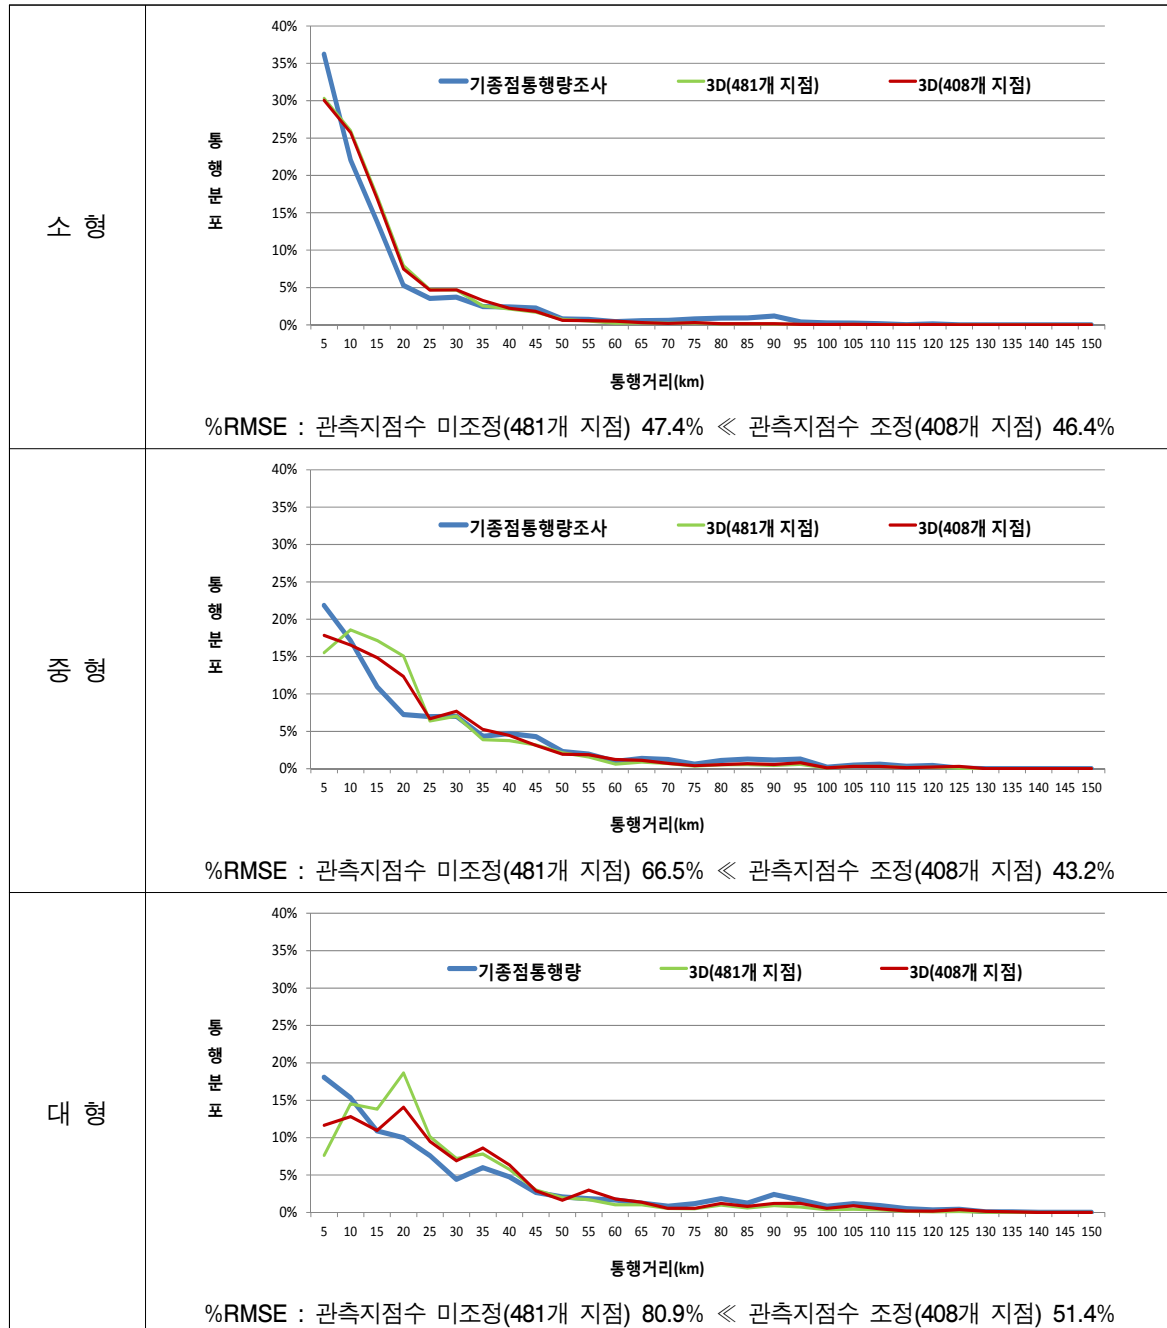 소 형
40%
35%
30%
25%
20%
15%
10%
5%
0%
통행분포
기종점통행량조사 3D(481개 지점) 3D(408개 지점)
5 10 15 20 25 30 35 40 45 50 55 60 65 70 75 80 85 90 95 100 105 110 115 120 125 130 135 140 145 150
통행거리(km)
%RMSE : 관측지점수 미조정(481개 지점) 47.4% ≪ 관측지점수 조정(408개 지점) 46.4%
중 형
40%
35%
30%
25%
20%
15%
10%
5%
0%
통행분포
기종점통행량조사 3D(481개 지점) 3D(408개 지점)
5 10 15 20 25 30 35 40 45 50 55 60 65 70 75 80 85 90 95 100 105 110 115 120 125 130 135 140 145 150
통행거리(km)
%RMSE : 관측지점수 미조정(481개 지점) 66.5% ≪ 관측지점수 조정(408개 지점) 43.2%
대 형
40%
35%
30%
25%
20%
15%
10%
5%
0%
통행분포
기종점통행량 3D(481개 지점) 3D(408개 지점)
5 10 15 20 25 30 35 40 45 50 55 60 65 70 75 80 85 90 95 100 105 110 115 120 125 130 135 140 145 150
통행거리(km)
%RMSE : 관측지점수 미조정(481개 지점) 80.9% ≪ 관측지점수 조정(408개 지점) 51.4%